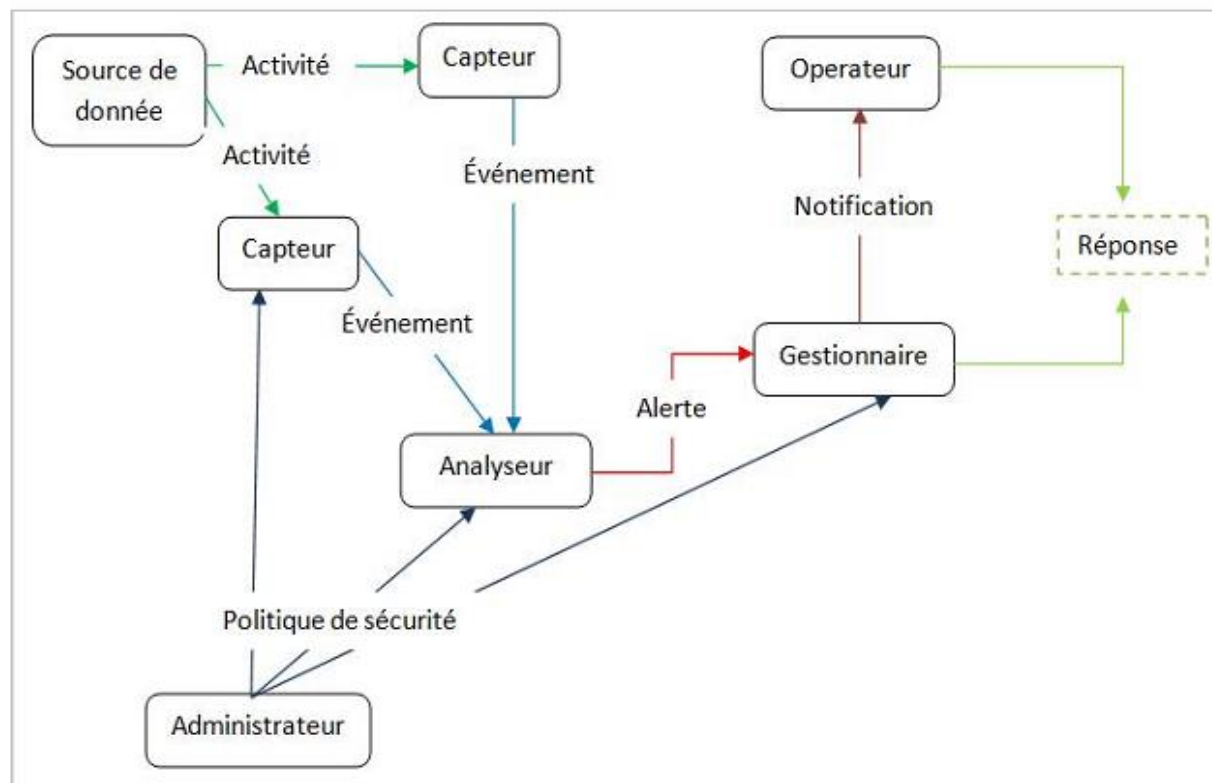 Source de
donnée
Activité
Capteur
Operateur
Activité
Événement
Notification
Capteur
Réponse
Événement
Gestionnaire
Alerte
Analyseur
Politique de sécurité
Administrateur